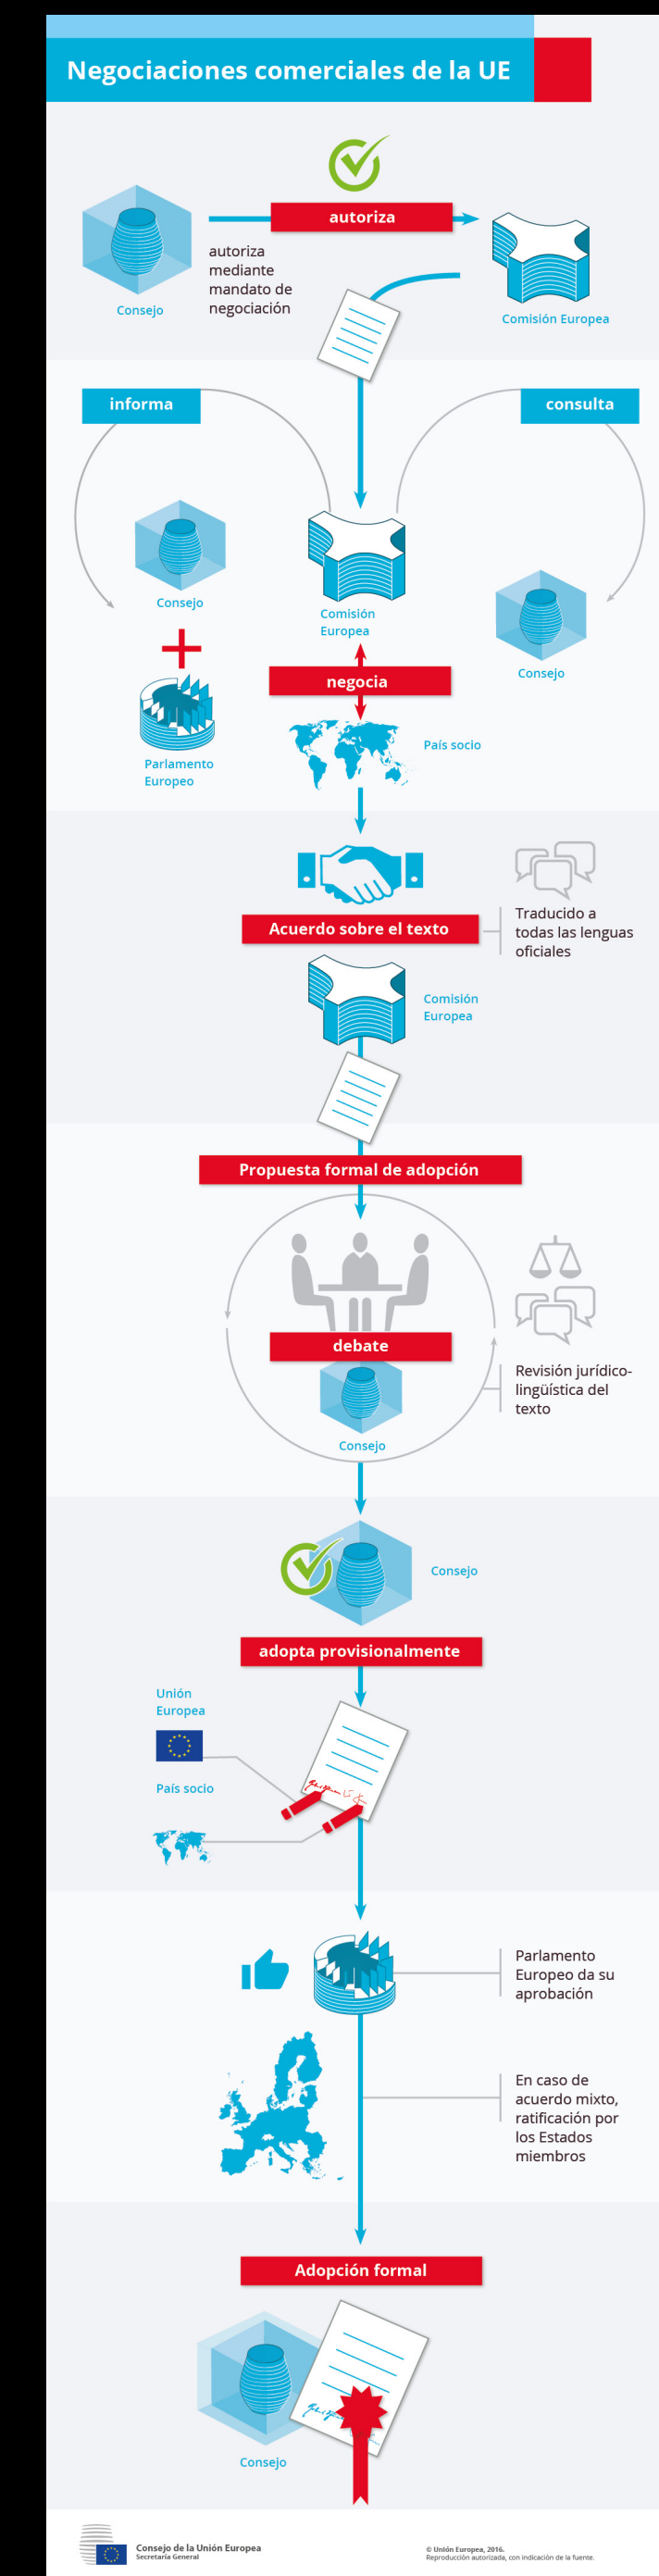 Negociaciones comerciales de la UE
autoriza
autoriza
mediante
mandato de
negociación
Consejo
Comisión Europea
informa
consulta
Consejo
Comisión
Europea
Consejo
negocia
País socio
Parlamento
Europeo
Acuerdo sobre el texto
Traducido a
todas las lenguas
oficiales
Comisión
Europea
Propuesta formal de adopción
debate
Revisión jurídico-
lingüística del
texto
Consejo
Consejo
adopta provisionalmente
Unión
Europea
País socio
Parlamento
Europeo da su
aprobación
En caso de
acuerdo mixto,
ratificación por
los Estados
miembros
Adopción formal
Consejo
Consejo de la Unión Europea
Secretaría General
© Unión Europea, 2016.
Reproducción autorizada, con indicación de la fuente.